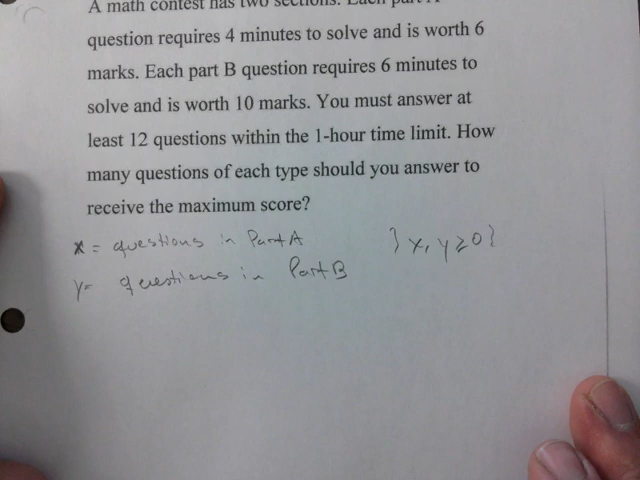 A math contest has two sections. Each part A
question requires 4 minutes to solve and is worth 6
marks. Each part B question requires 6 minutes to
solve and is worth 10 marks. You must answer at
least 12 questions within the 1-hour time limit. How
many questions of each type should you answer to
receive the maximum score?
x = questions in Part A } x, y ≥ 0 }
y = questions in Part B